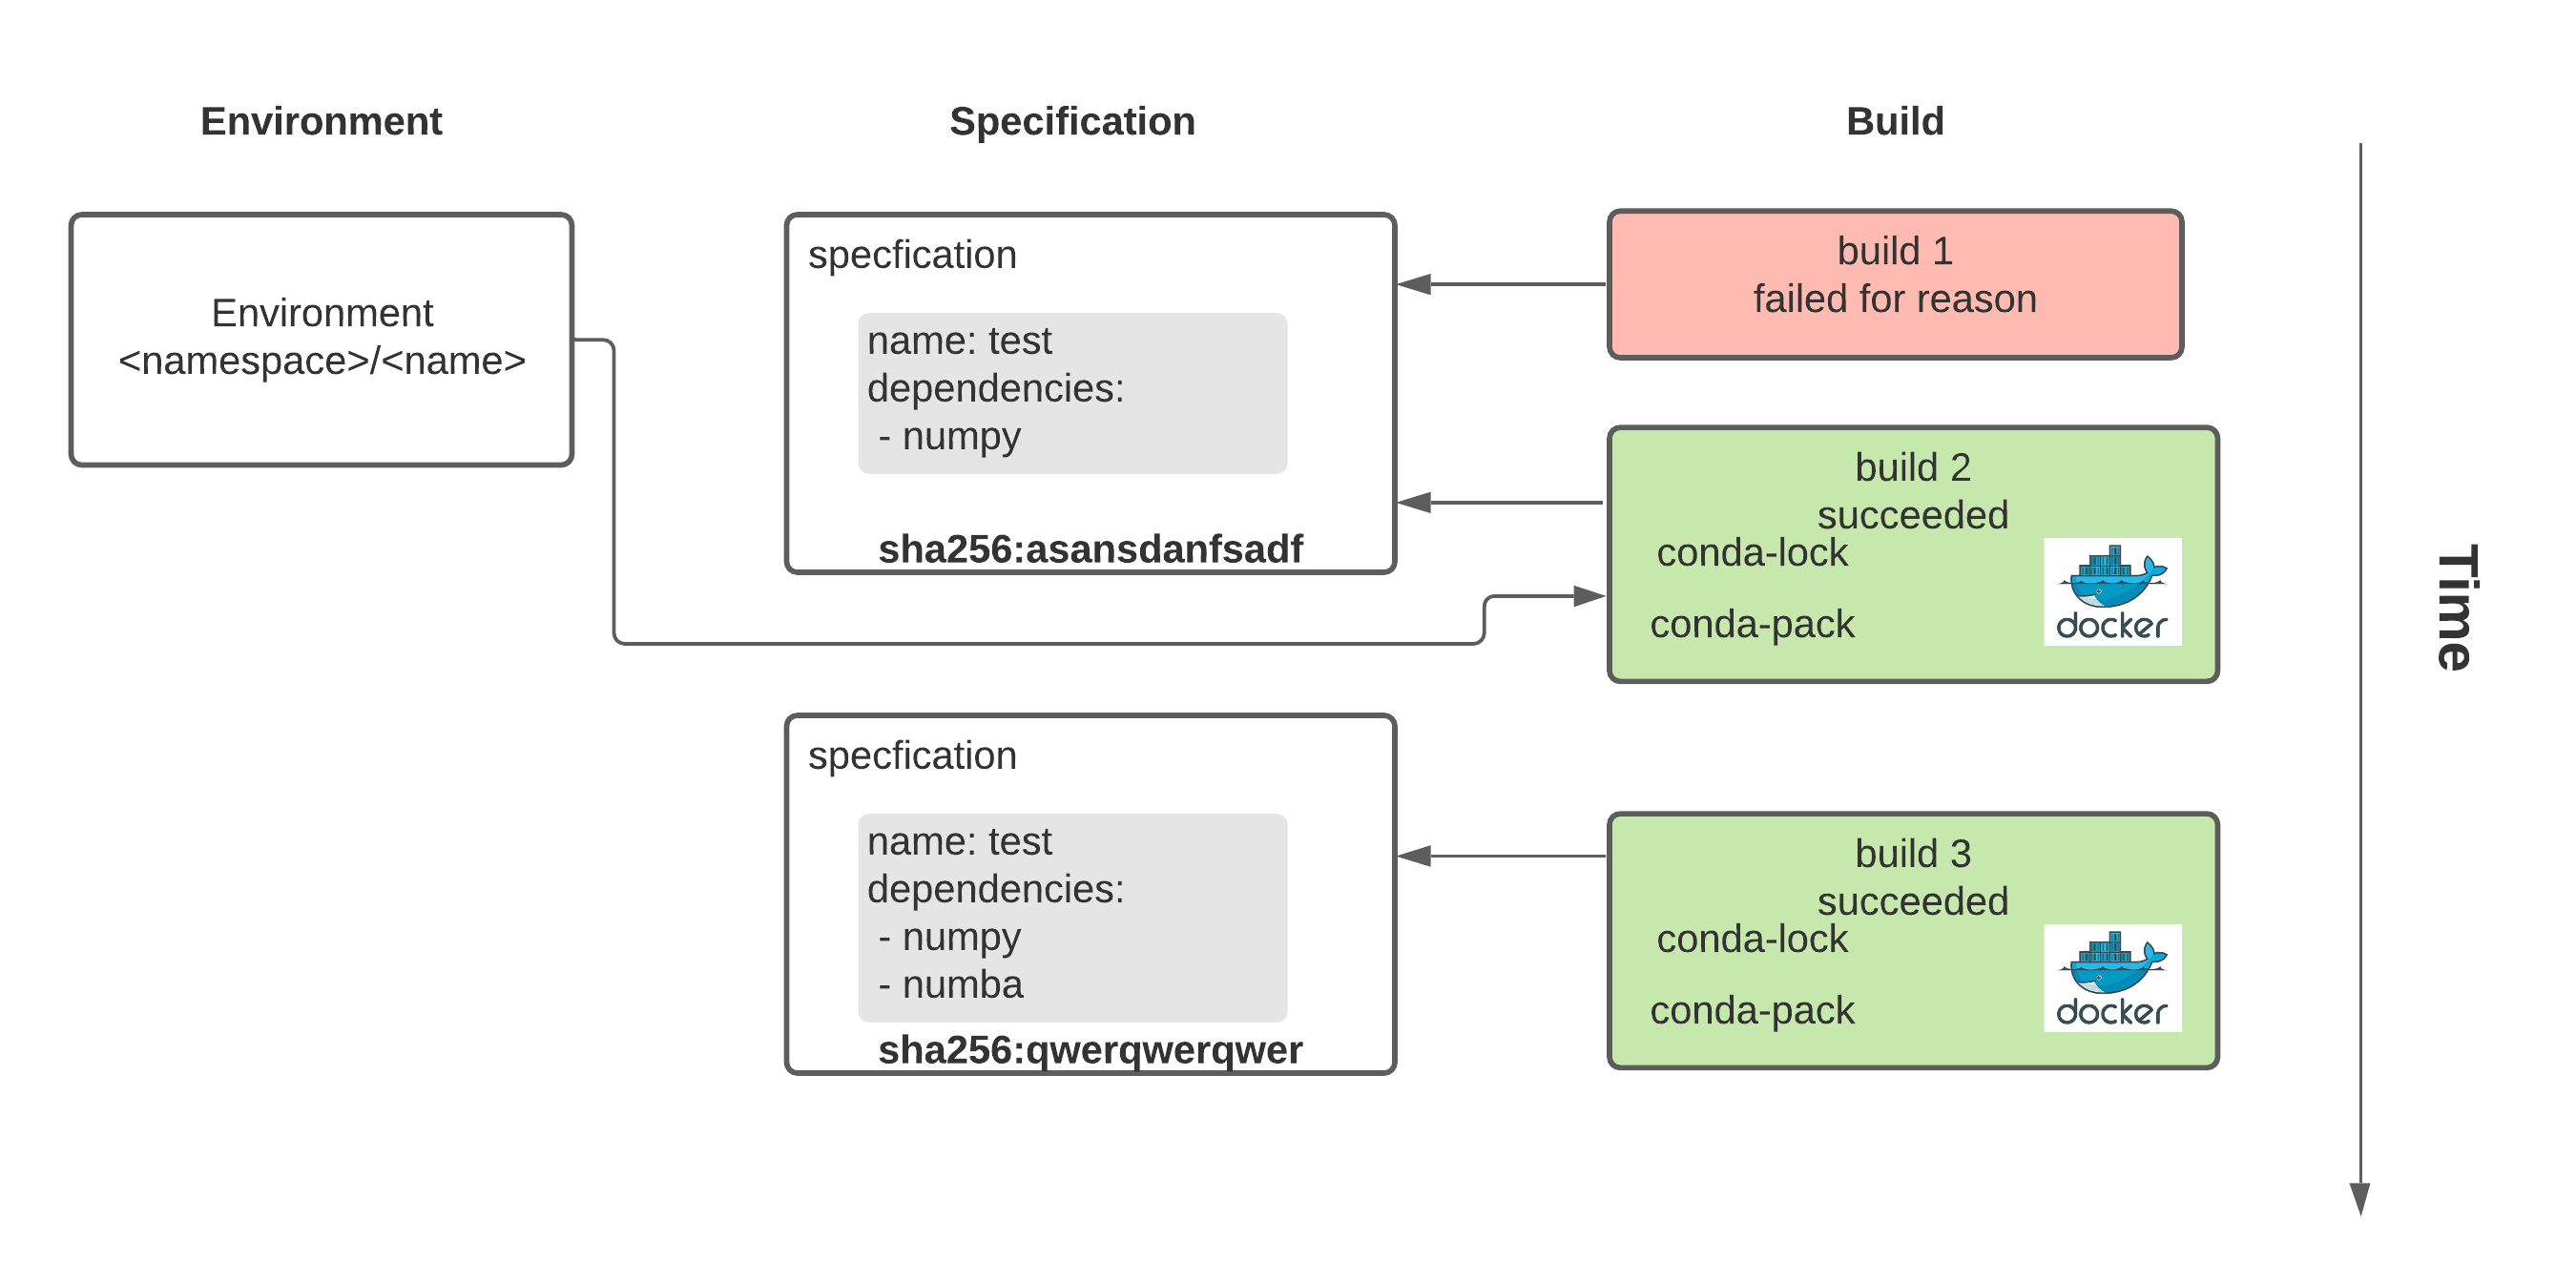 Environment
Specification
Build
Environment
<namespace>/<name>
specfication
name: test
dependencies:
- numpy
sha256:asansdanfsadf
build 1
failed for reason
build 2
succeeded
conda-lock
conda-pack
docker
specfication
name: test
dependencies:
- numpy
- numba
sha256:qwerqwerqwer
build 3
succeeded
conda-lock
conda-pack
docker
Time